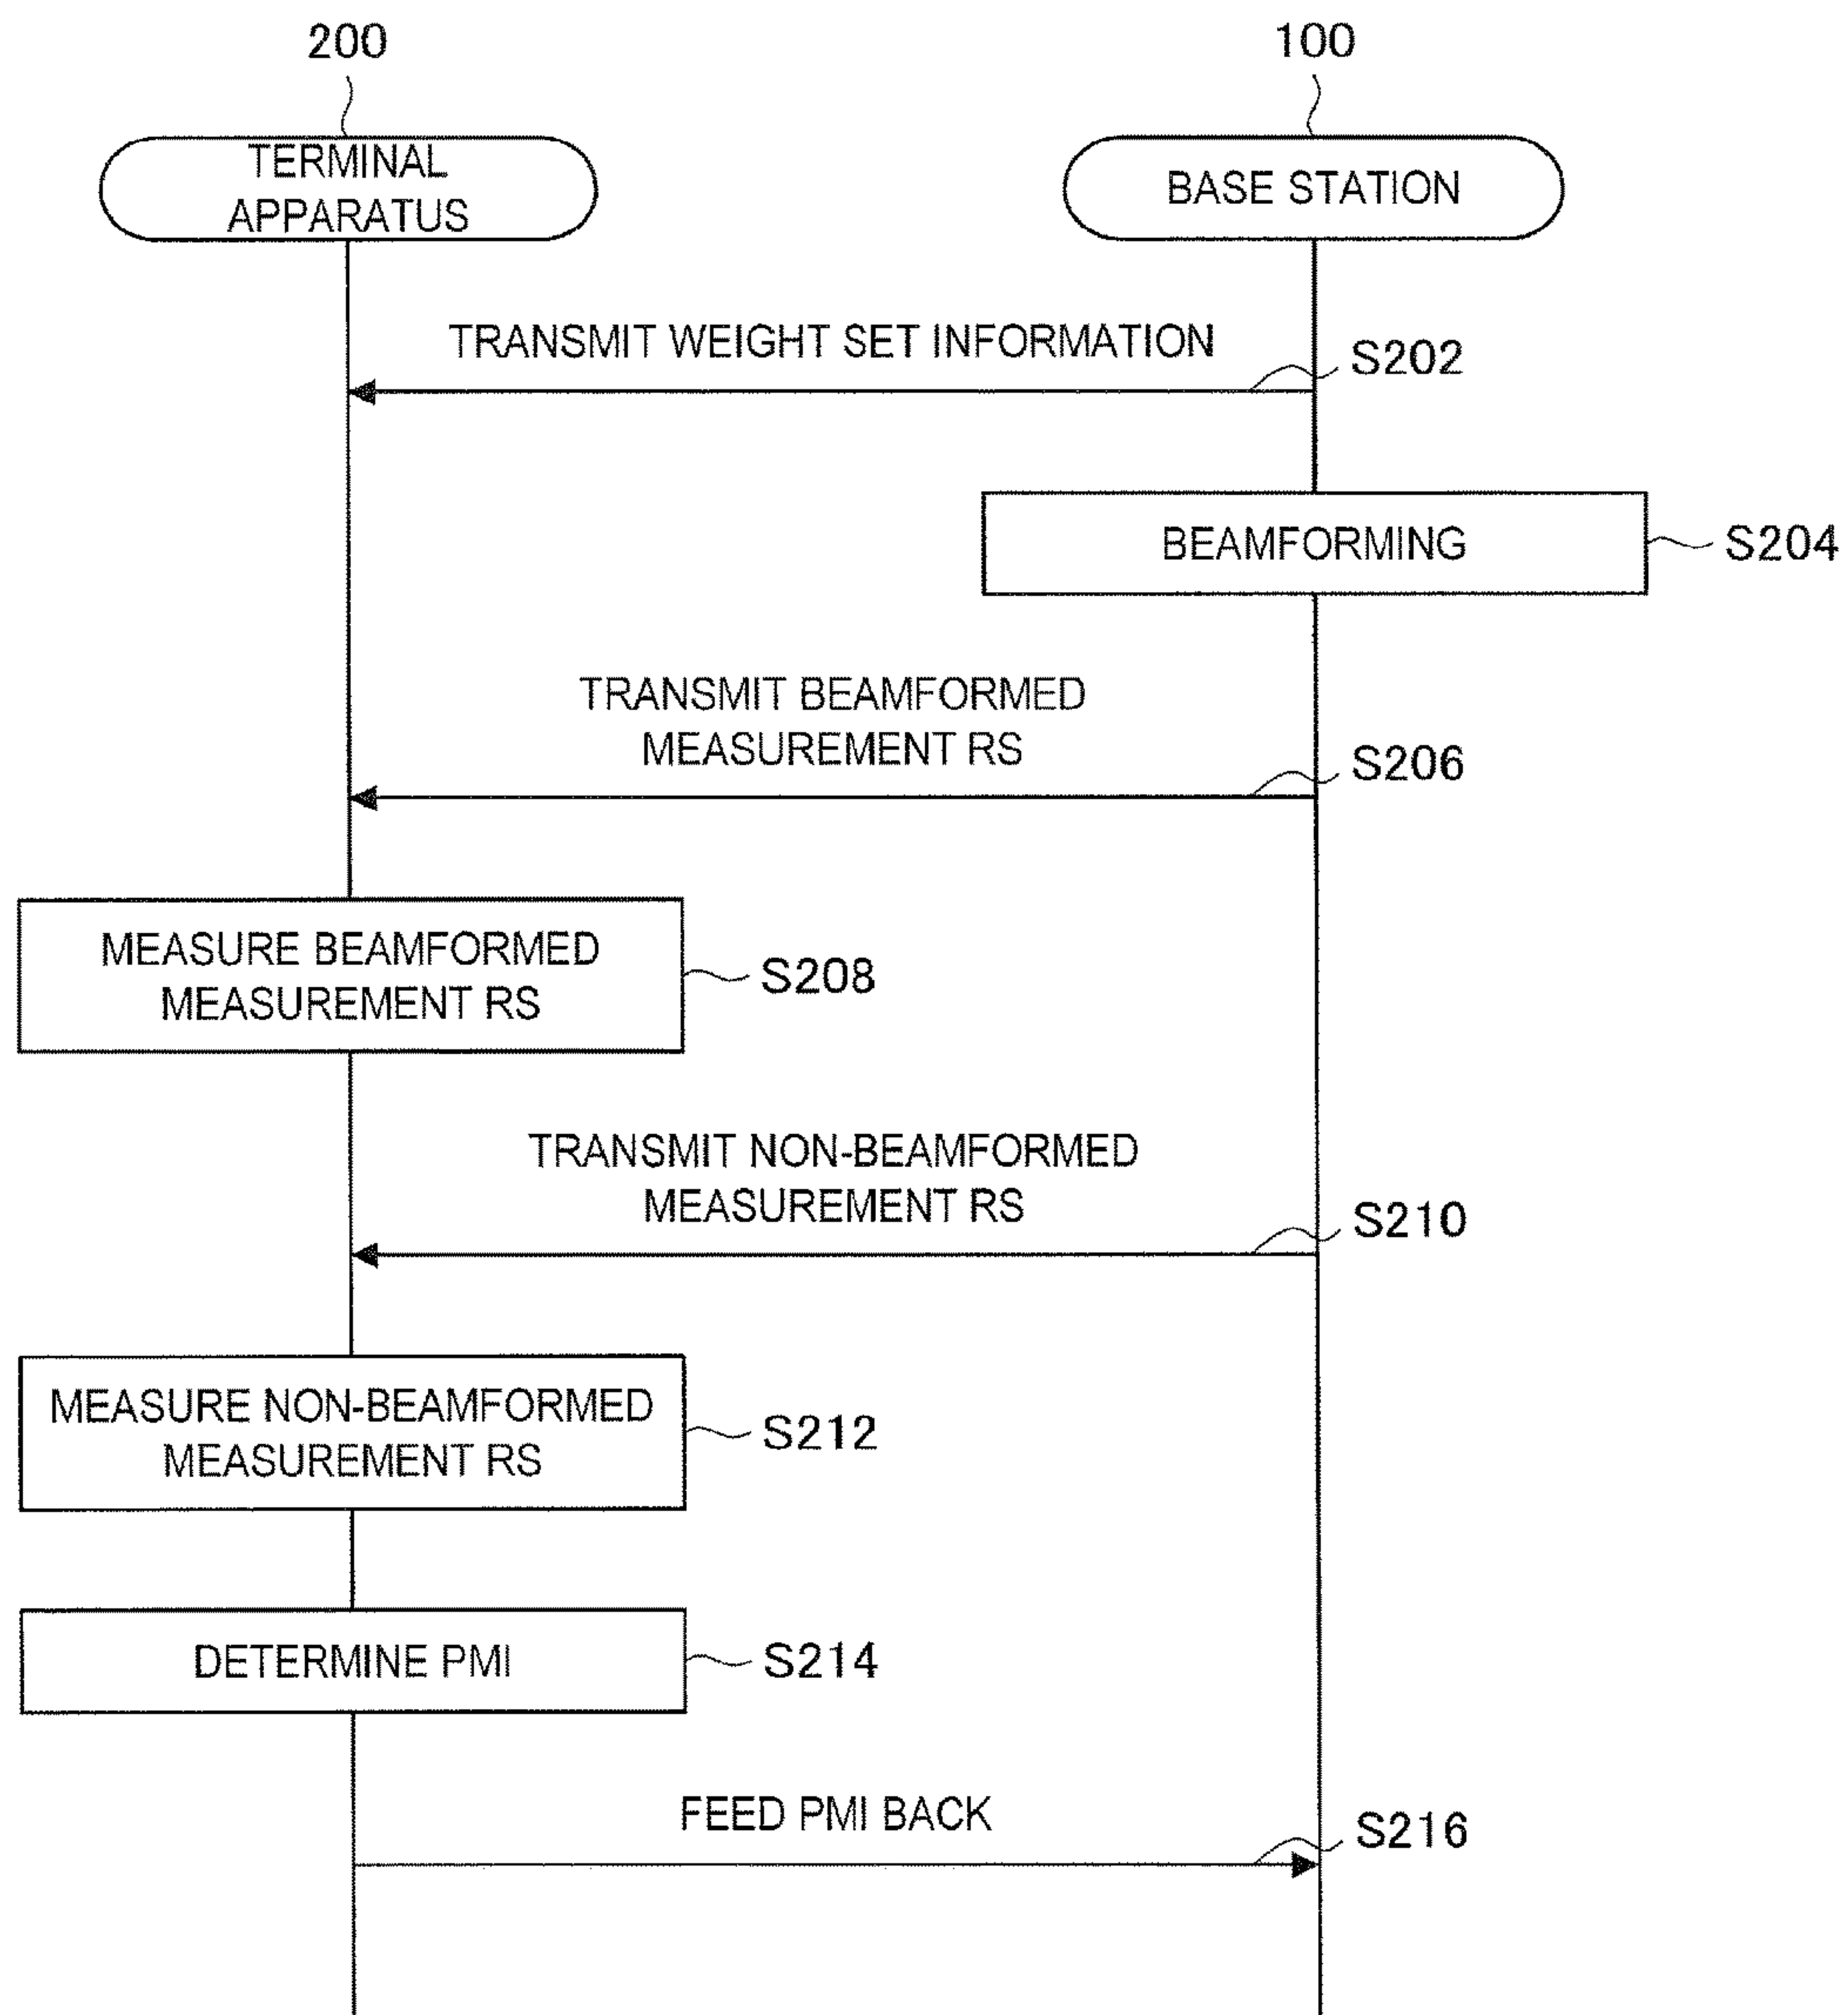 200
100
TERMINAL
APPARATUS
BASE STATION
TRANSMIT WEIGHT SET INFORMATION
S202
BEAMFORMING
S204
TRANSMIT BEAMFORMED
MEASUREMENT RS
S206
MEASURE BEAMFORMED
MEASUREMENT RS
S208
TRANSMIT NON-BEAMFORMED
MEASUREMENT RS
S210
MEASURE NON-BEAMFORMED
MEASUREMENT RS
S212
DETERMINE PMI
S214
FEED PMI BACK
S216